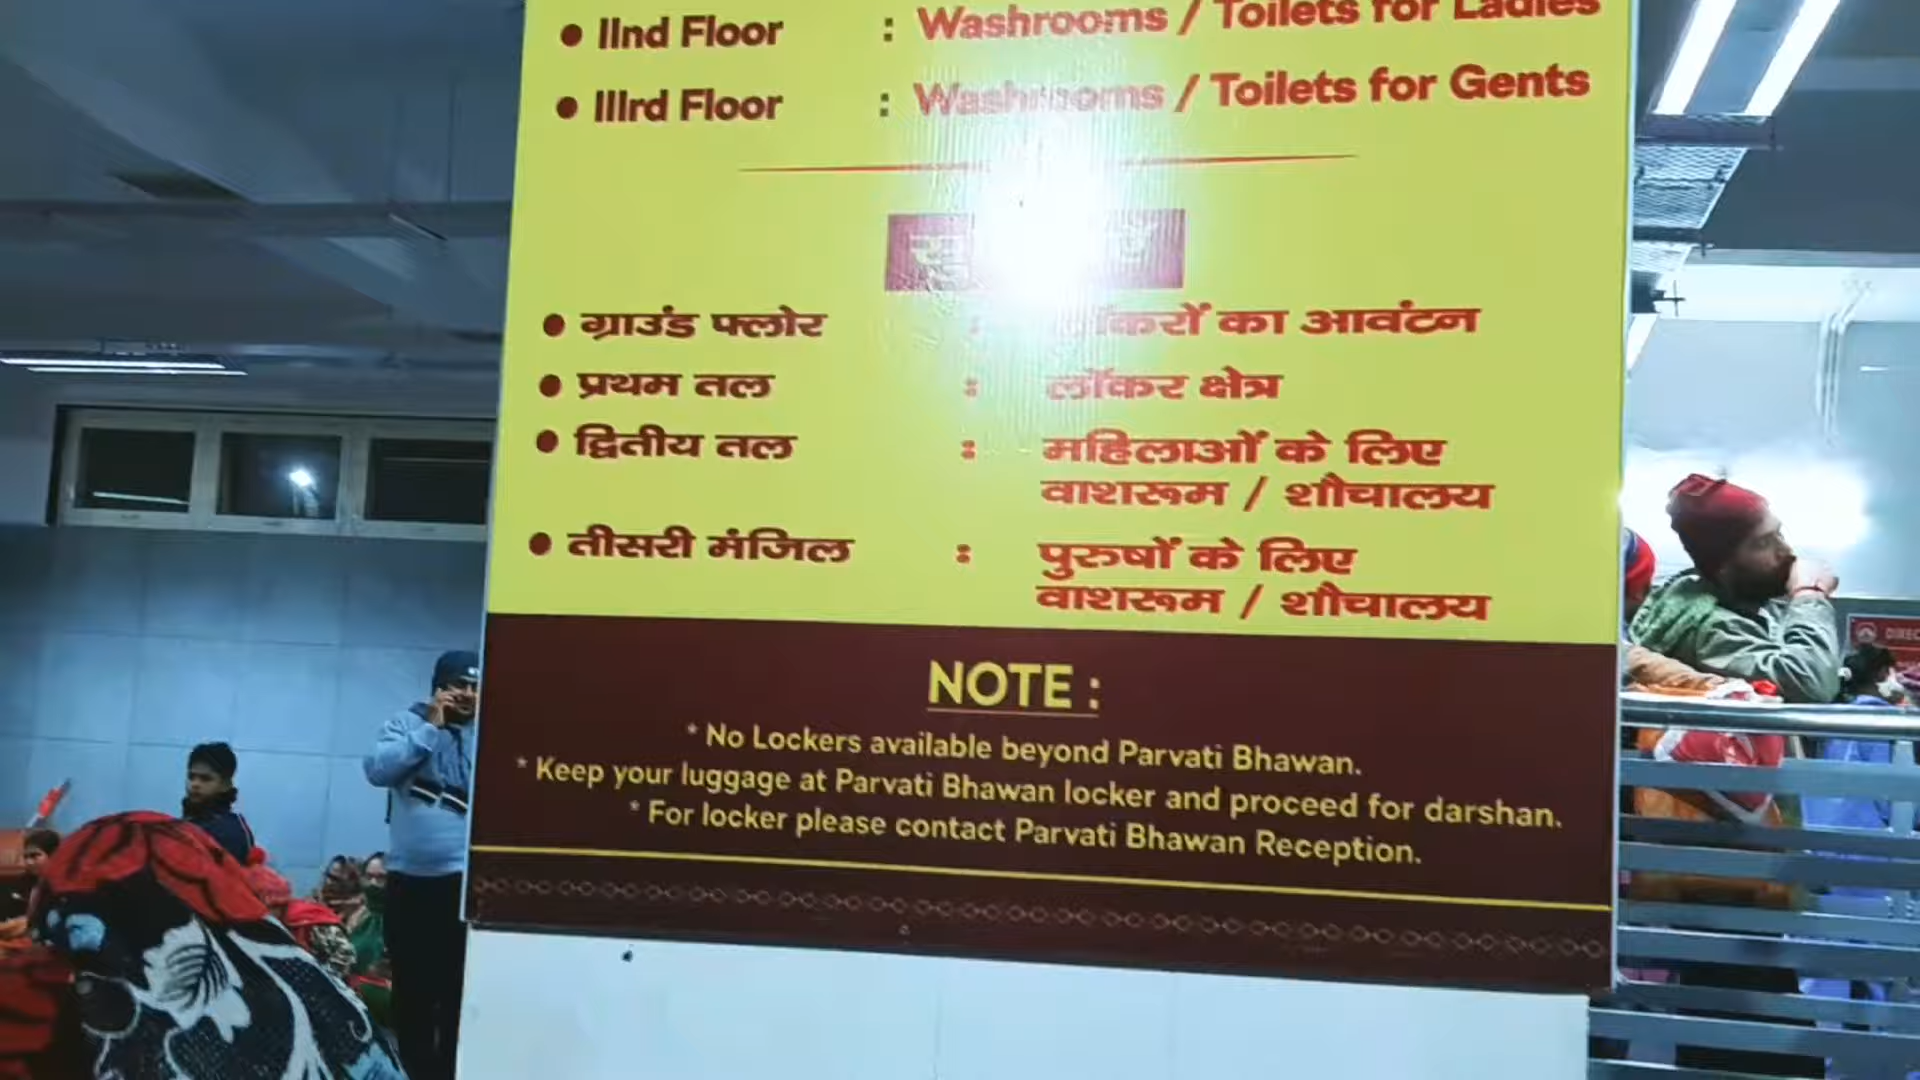 • IInd Floor : Washrooms / Toilets for Ladies
• IIIrd Floor : Washrooms / Toilets for Gents
• ग्राउंड फ्लोर : का आवंटन
• प्रथम तल : लॉकर क्षेत्र
• द्वितीय तल : महिलाओं के लिए
वाशरूम / शौचालय
• तीसरी मंजिल : पुरुषों के लिए
वाशरूम / शौचालय
NOTE :
* No Lockers available beyond Parvati Bhawan.
* Keep your luggage at Parvati Bhawan locker and proceed for darshan.
* For locker please contact Parvati Bhawan Reception.